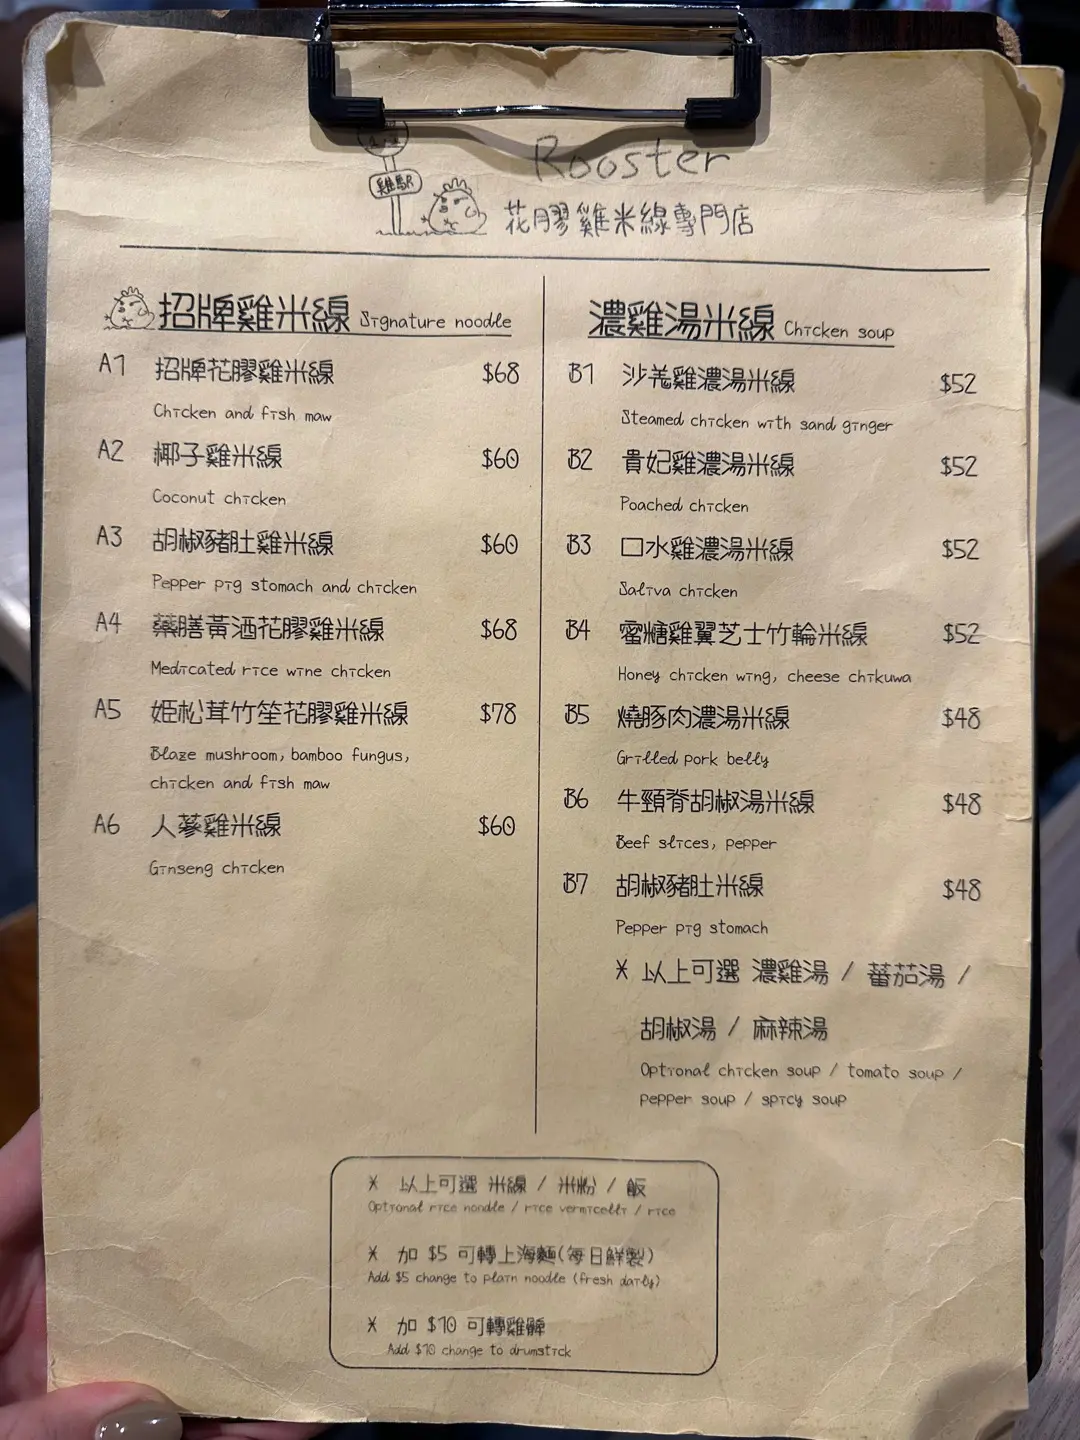 雞駅
Rooster
花膠雞米線專門店
招牌雞米線 Signature noodle
A1 招牌花膠雞米線 $68
Chicken and fish maw
A2 椰子雞米線 $60
Coconut chicken
A3 胡椒豬肚雞米線 $60
Pepper pig stomach and chicken
A4 藥膳黃酒花膠雞米線 $68
Medicated rice wine chicken
A5 姫松茸竹笙花膠雞米線 $78
Blaze mushroom, bamboo fungus,
chicken and fish maw
A6 人蔘雞米線 $60
Ginseng chicken
濃雞湯米線 Chicken soup
B1 沙羗雞濃湯米線 $52
Steamed chicken with sand ginger
B2 貴妃雞濃湯米線 $52
Poached chicken
B3 口水雞濃湯米線 $52
Saliva chicken
B4 蜜糖雞翼芝士竹輪米線 $52
Honey chicken wing, cheese chikuwa
B5 燒豚肉濃湯米線 $48
Grilled pork belly
B6 牛頸脊胡椒湯米線 $48
Beef slices, pepper
B7 胡椒豬肚米線 $48
Pepper pig stomach
* 以上可選 濃雞湯 / 蕃茄湯 /
胡椒湯 / 麻辣湯
Optional chicken soup / tomato soup /
pepper soup / spicy soup
* 以上可選 米線 / 米粉 / 飯
Optional rice noodle / rice vermicelli / rice
* 加 $5 可轉上海麵(每日鮮製)
Add $5 change to plain noodle (fresh daily)
* 加 $10 可轉雞髀
Add $10 change to drumstick